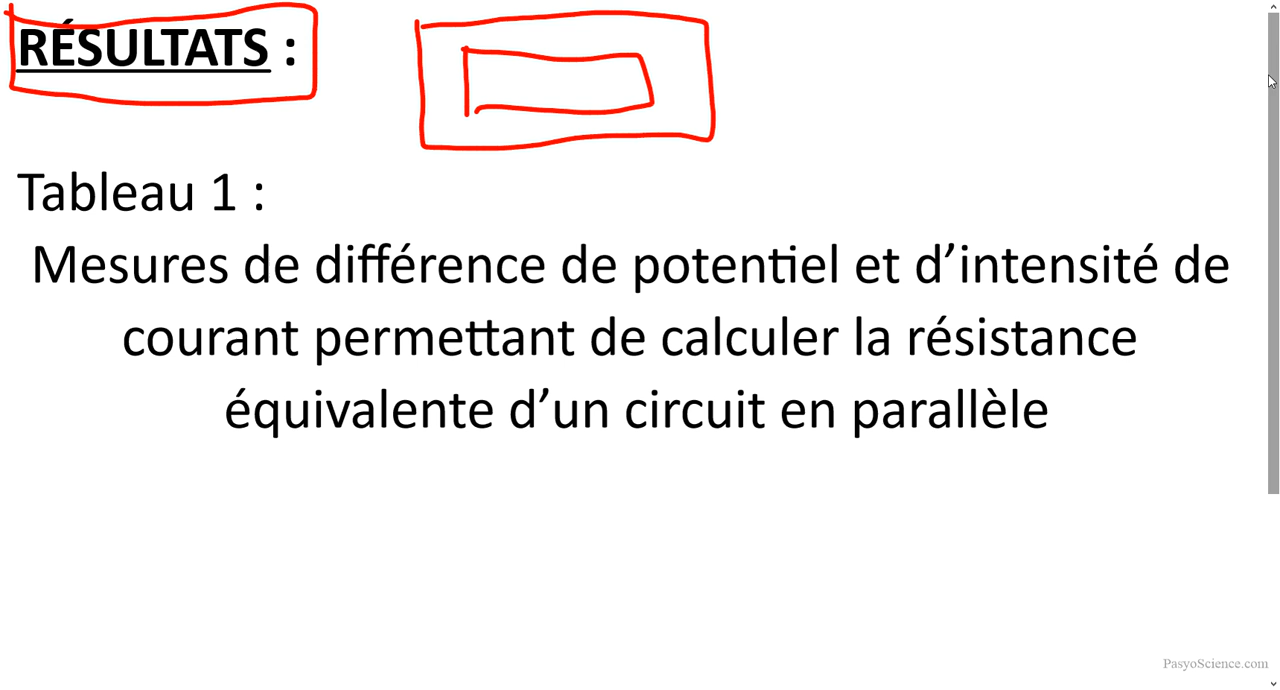 RÉSULTATS :
Tableau 1 :
Mesures de différence de potentiel et d’intensité de
courant permettant de calculer la résistance
équivalente d’un circuit en parallèle
PasyoScience.com